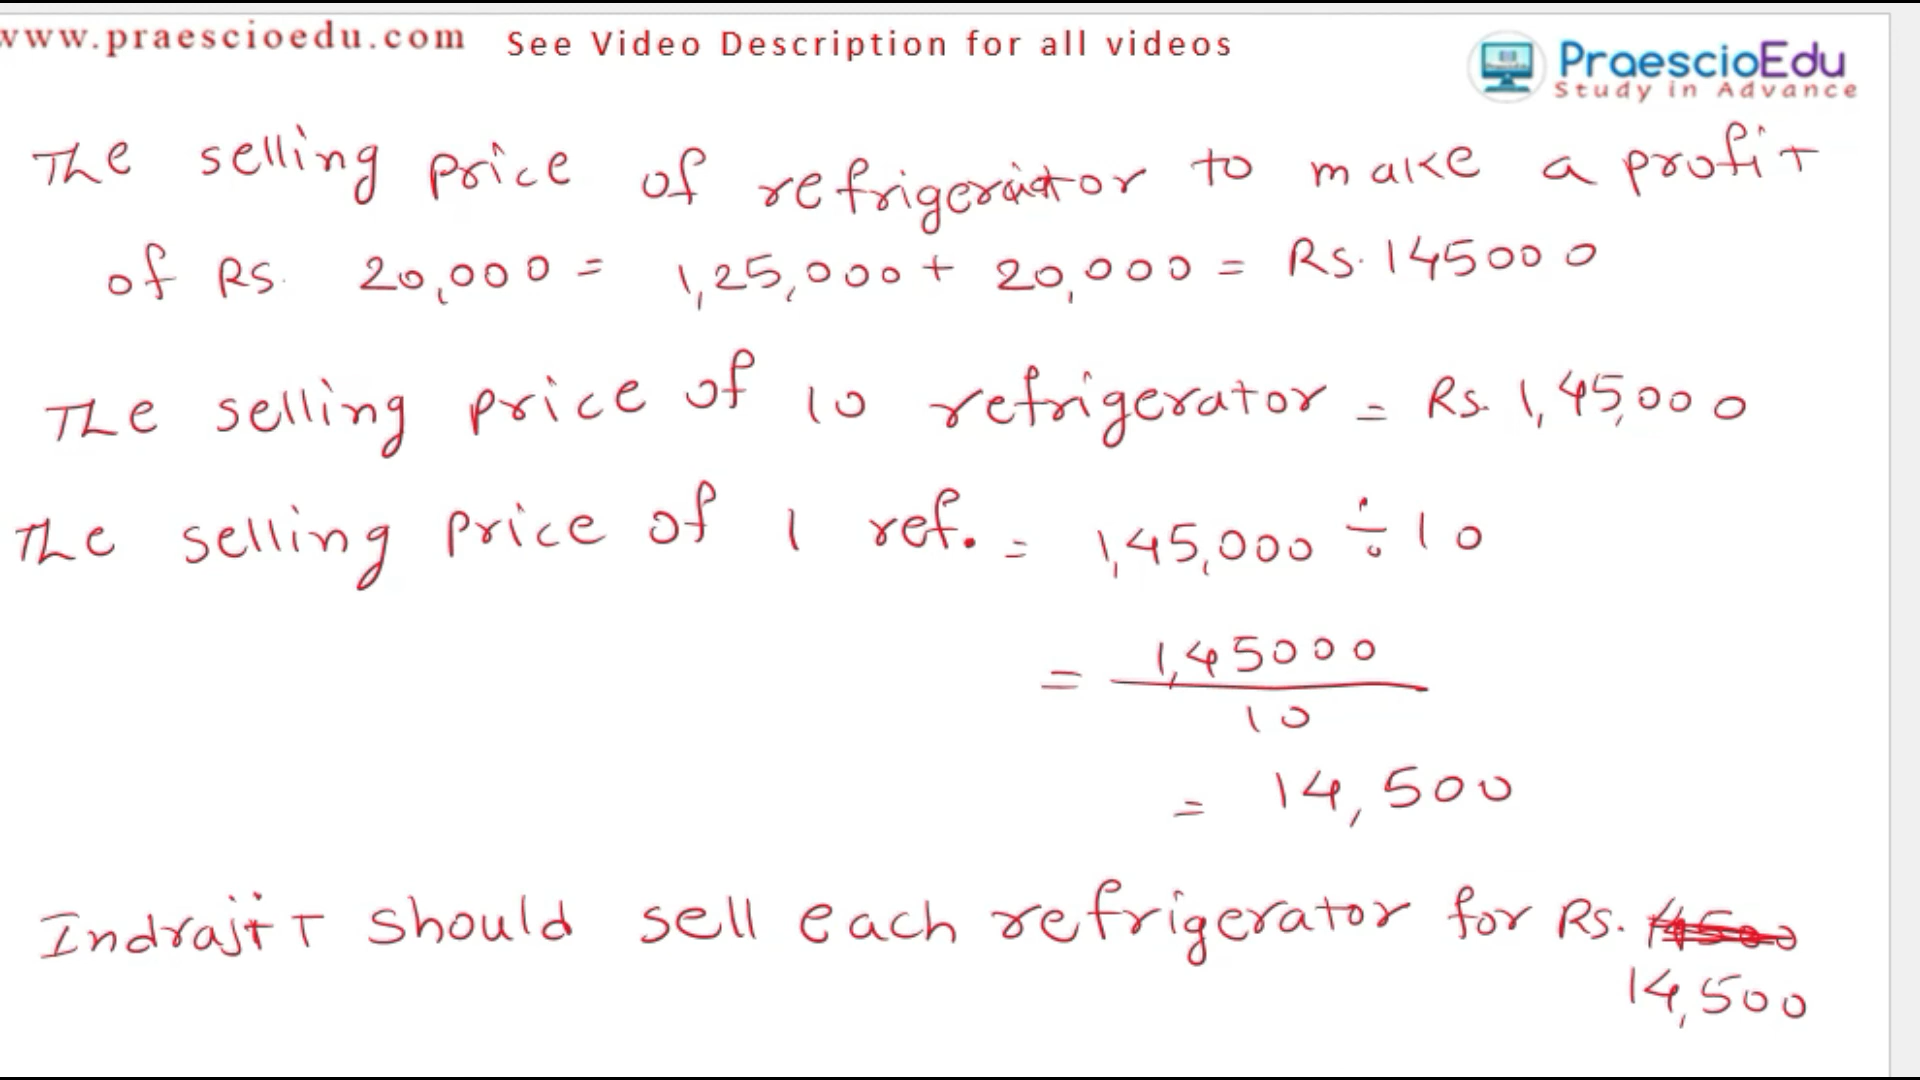 www.praescioedu.com See Video Description for all videos
PraescioEdu
Study in Advance
The selling price of refrigerator to make a profit
of Rs. 20,000 = 1,25,000 + 20,000 = Rs. 145000
The selling price of 10 refrigerator = Rs. 1,45,000
The selling price of 1 ref. = 1,45,000 ÷ 10
= 1,45000
10
= 14,500
Indrajit should sell each refrigerator for Rs.
14,500